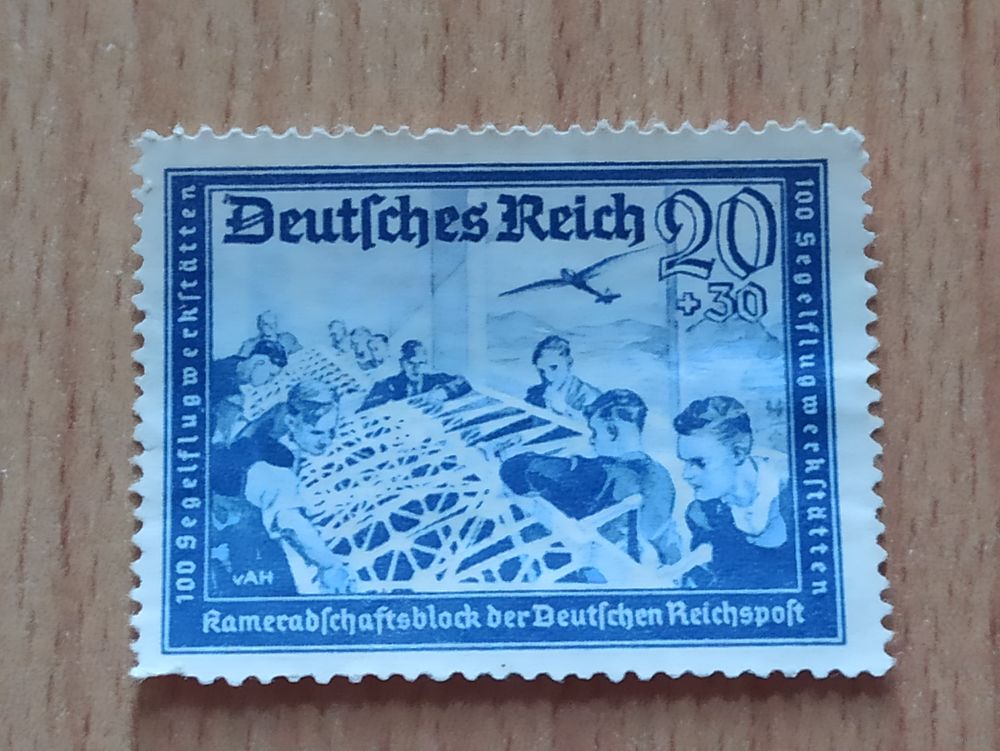 Deutsches Reich 20
+30
100 Segelflugwerkstätten
100 Segelflugwerkstätten
vAH
Kameradschaftsblock der Deutschen Reichspost